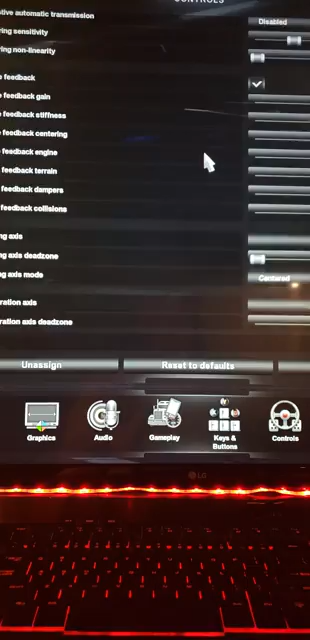 CONTROLS
tive automatic transmission
Disabled
ring sensitivity
ring non-linearity
e feedback
e feedback gain
e feedback stiffness
e feedback centering
e feedback engine
e feedback terrain
e feedback dampers
e feedback collisions
ng axis
ng axis deadzone
ng axis mode
Centered
ration axis
ration axis deadzone
Unassign
Reset to defaults
Graphics
Audio
Gameplay
Keys &
Buttons
Controls
LG